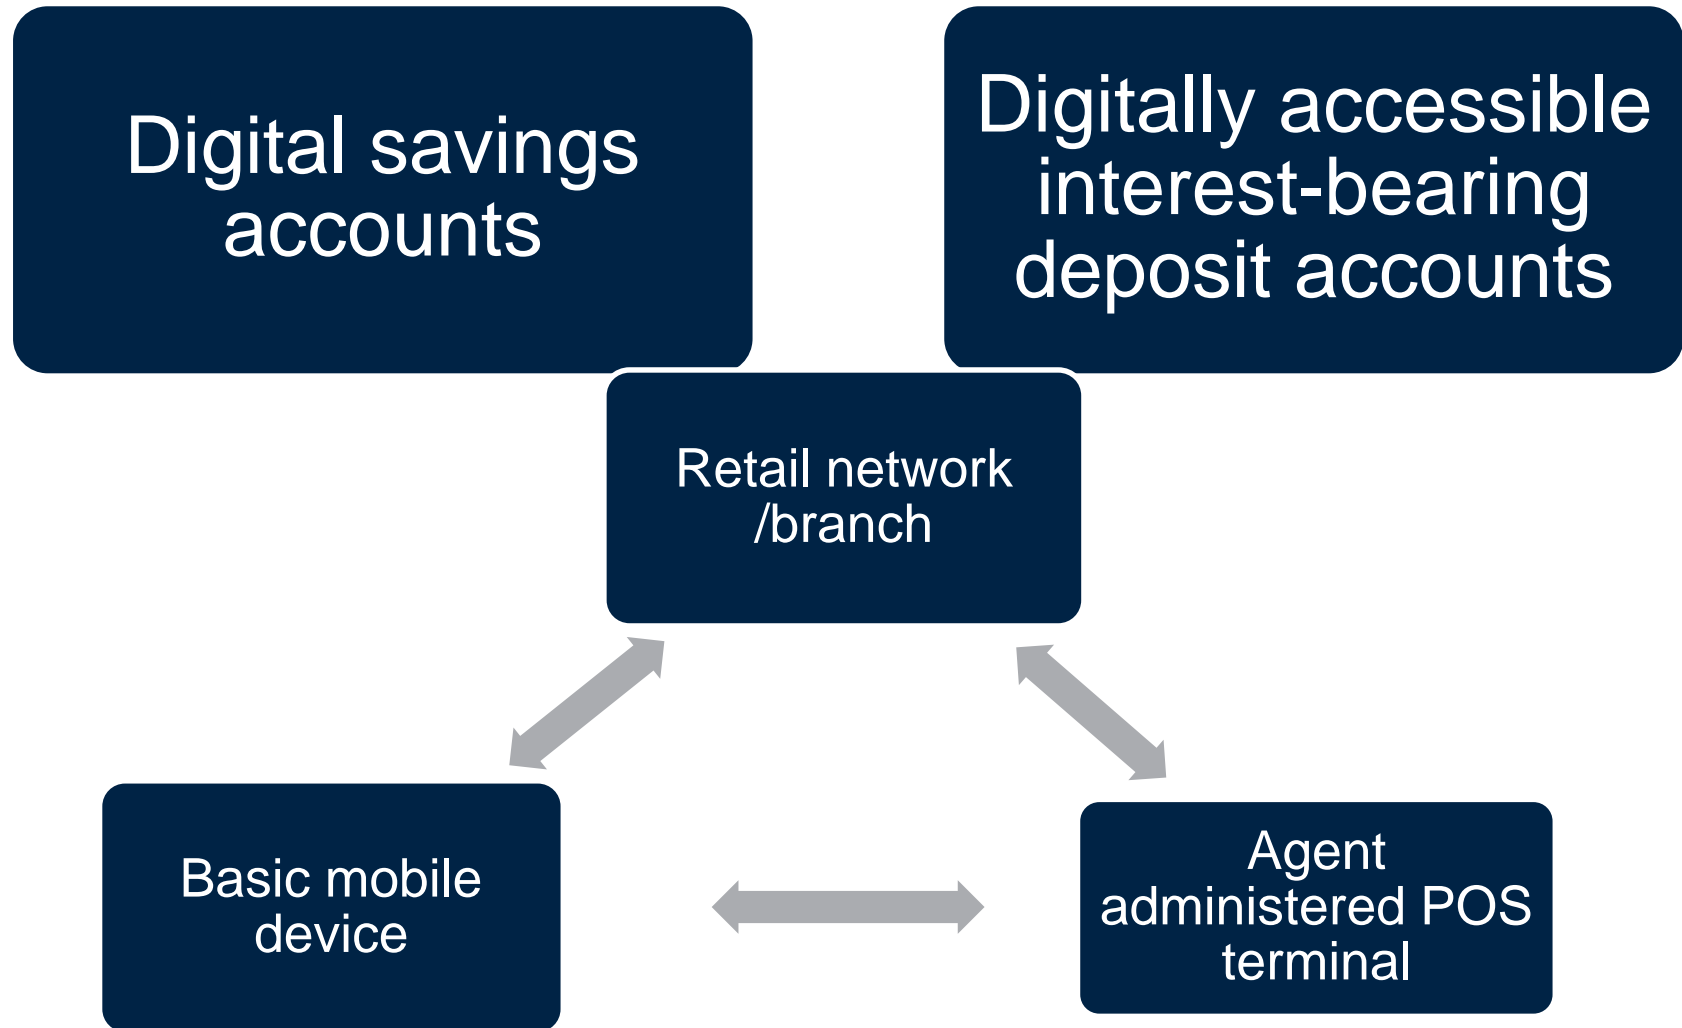 Digital savings
accounts
Digitally accessible
interest-bearing
deposit accounts
Retail network
/branch
Basic mobile
device
Agent
administered POS
terminal